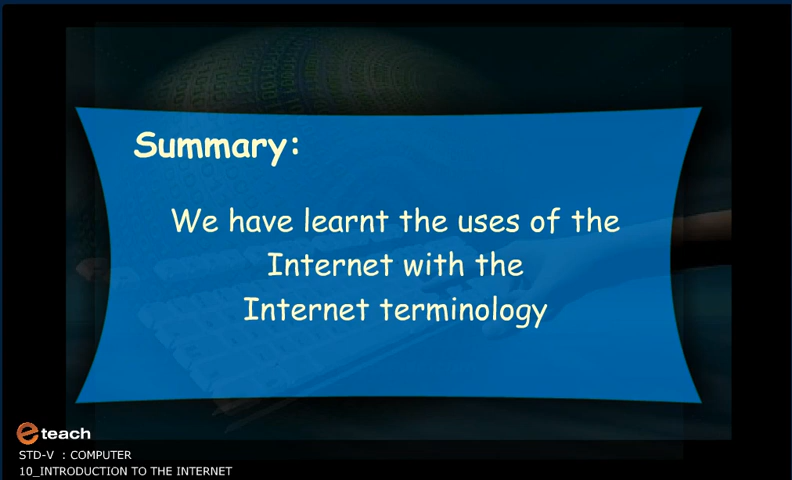 Summary:
We have learnt the uses of the
Internet with the
Internet terminology
e teach
STD-V : COMPUTER
10_INTRODUCTION TO THE INTERNET